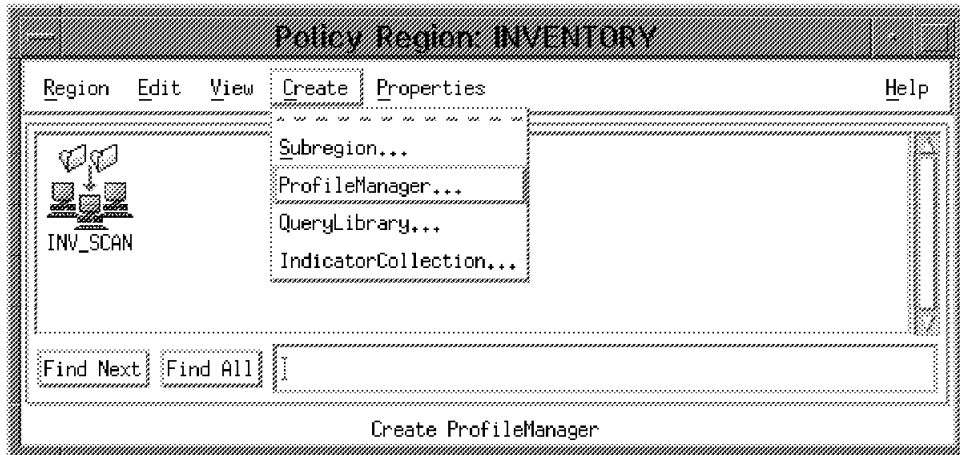 Policy Region: INVENTORY
Region Edit View Create Properties Help
Subregion...
ProfileManager...
QueryLibrary...
IndicatorCollection...
INV_SCAN
Find Next Find All
Create ProfileManager